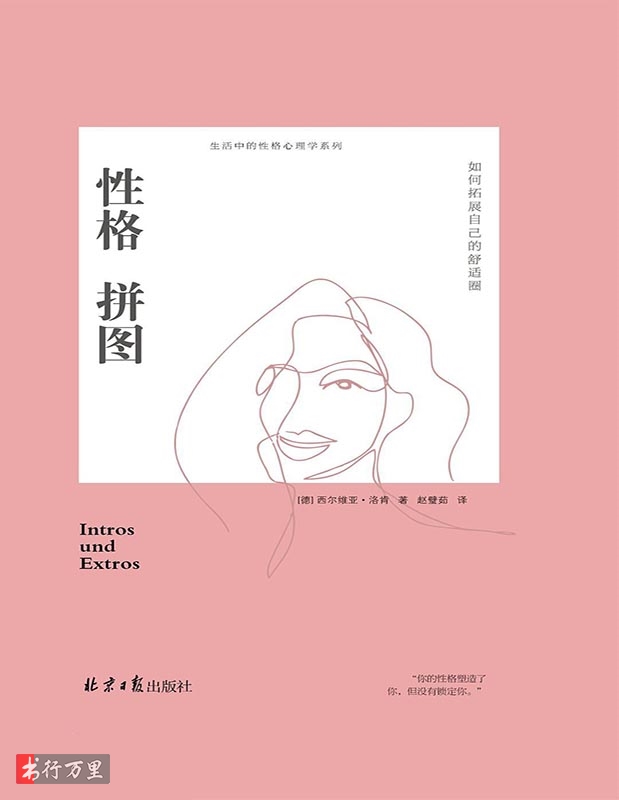 生活中的性格心理学系列
性格 拼图
如何拓展自己的舒适圈
[德] 西尔维亚·洛肯 著 赵蹙茹 译
Intros
und
Extros
北京日报出版社
“你的性格塑造了
你，但没有锁定你。”
书行万里